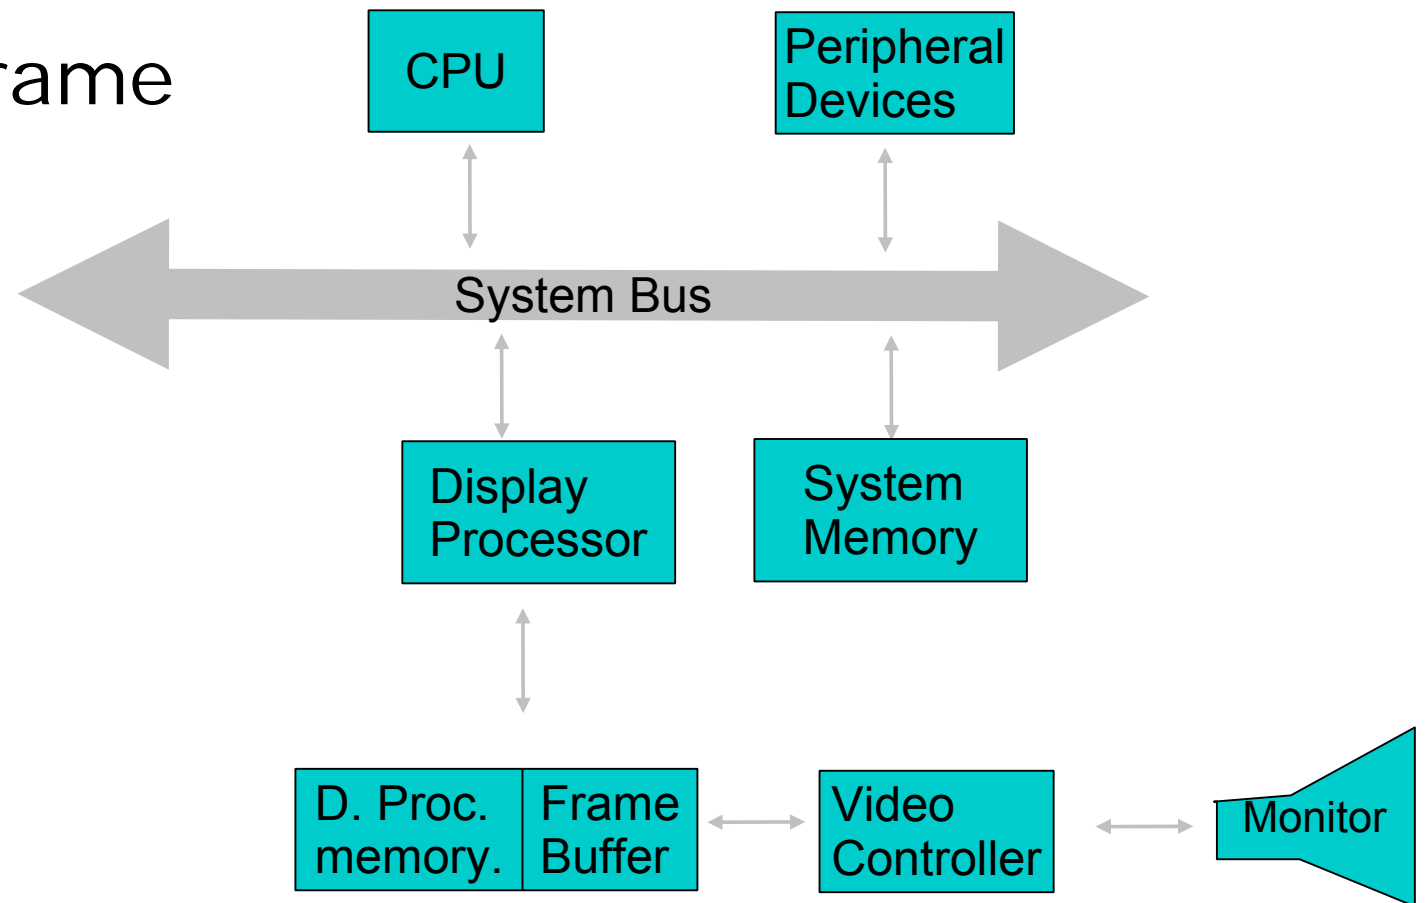 rame
CPU
Peripheral
Devices
System Bus
Display
Processor
System
Memory
D. Proc.
memory.
Frame
Buffer
Video
Controller
Monitor